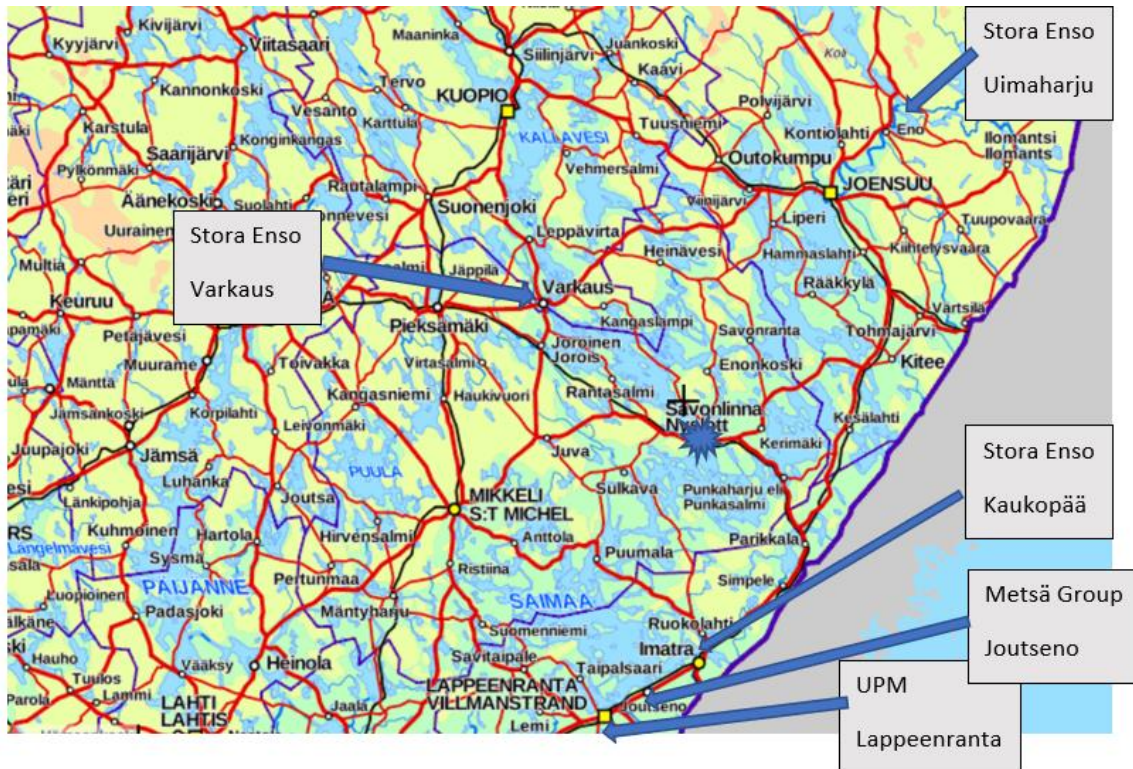 Kyyjärvi
Kivijärvi
Viitasaari
Maaninka
Siilinjärvi
Juankoski
Kaavi
Koli
Stora Enso
Uimaharju
Kannonkoski
Vesanto
Tervo
Karttula
KUOPIO
KALLAVESI
Tuusniemi
Polvijärvi
Kontiolahti
Eno
Ilomantsi
Ilomants
Karstula
Konginkangas
Saarijärvi
Pylkönmäki
Vehmersalmi
Outokumpu
JOENSUU
Äänekoski
Suolahti
Rautalampi
Suonenjoki
Viinijärvi
Liperi
Tuupovaara
Uurainen
Stora Enso
Varkaus
Leppävirta
Heinävesi
Hammaslahti
Kiihtelysvaara
Multia
Jäppilä
Varkaus
Rääkkylä
Värtsilä
Keuruu
Petäjävesi
Pieksämäki
Kangaslampi
Savonranta
Tohmajärvi
Muurame
Toivakka
Virtasalmi
Joroinen
Jorois
Enonkoski
Kitee
Mänttä
Kangasniemi
Haukivuori
Rantasalmi
Savonlinna
Nyslott
Kesälahti
Jämsänkoski
Korpilahti
Leivonmäki
Kerimäki
Juupajoki
Jämsä
Juva
Stora Enso
Kaukopää
Luhanka
PUULA
Sulkava
Punkaharju eli
Punkasalmi
Länkipohja
Joutsa
MIKKELI
S:T MICHEL
Kuhmoinen
Hartola
Hirvensalmi
Anttola
Parikkala
Längelmävesi
Sysmä
Puumala
PÄIJÄNNE
Pertunmaa
Ristiina
Simpele
Metsä Group
Joutseno
Luopioinen
Padasjoki
Mäntyharju
SAIMAA
Ruokolahti
Suomenniemi
Imatra
Hauho
Vääksy
Heinola
Savitaipale
Taipalsaari
UPM
Lappeenranta
Tuulos
Lammi
Parola
LAHTI
LAHTIS
Jaala
LAPPEENRANTA
VILLMANSTRAND
Joutseno
Lemi